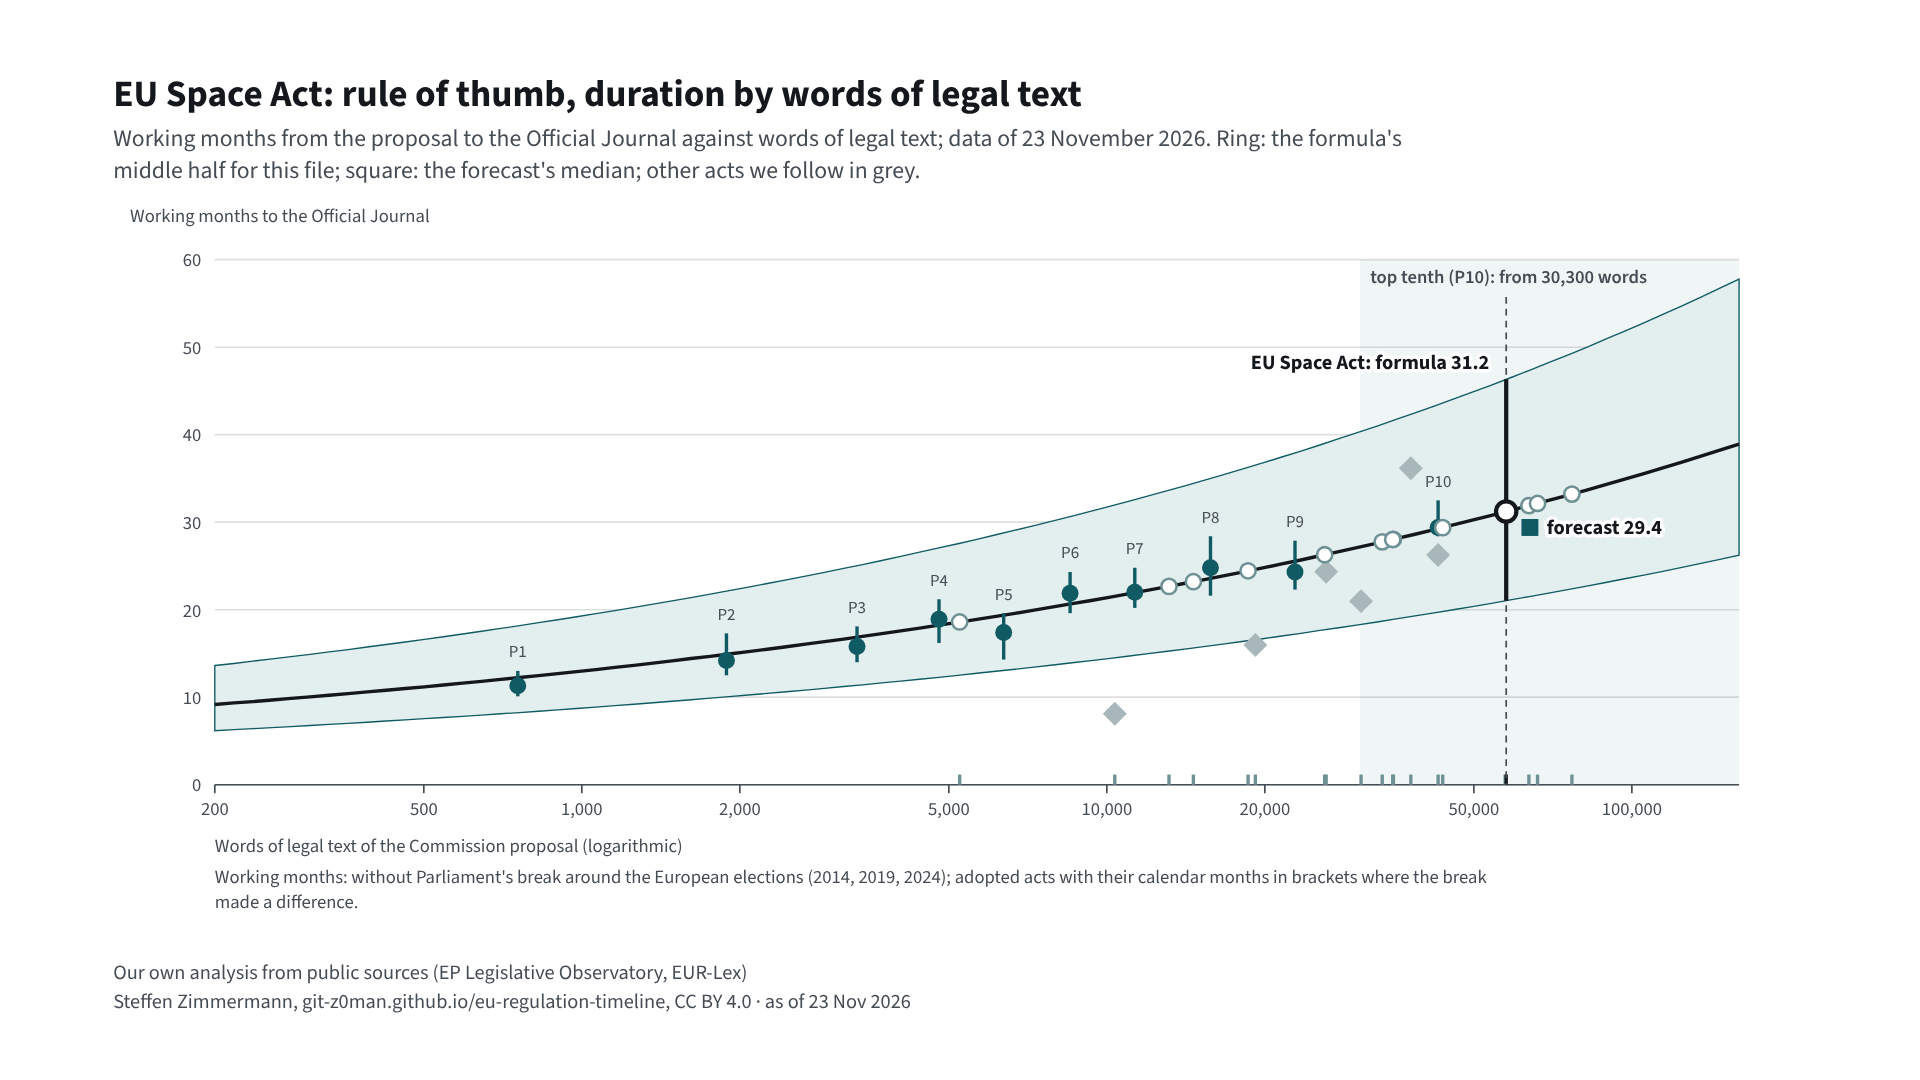 EU Space Act: rule of thumb, duration by words of legal text
Working months from the proposal to the Official Journal against words of legal text; data of 23 November 2026. Ring: the formula's
middle half for this file; square: the forecast's median; other acts we follow in grey.
Working months to the Official Journal
60
top tenth (P10): from 30,300 words
50
EU Space Act: formula 31.2
40
P10
30
P8
P9
forecast 29.4
P7
P6
P4
P5
P3
20
P2
P1
10
0
200
500
1,000
2,000
5,000
10,000
20,000
50,000
100,000
Words of legal text of the Commission proposal (logarithmic)
Working months: without Parliament's break around the European elections (2014, 2019, 2024); adopted acts with their calendar months in brackets where the break
made a difference.
Our own analysis from public sources (EP Legislative Observatory, EUR-Lex)
Steffen Zimmermann, git-z0man.github.io/eu-regulation-timeline, CC BY 4.0 · as of 23 Nov 2026